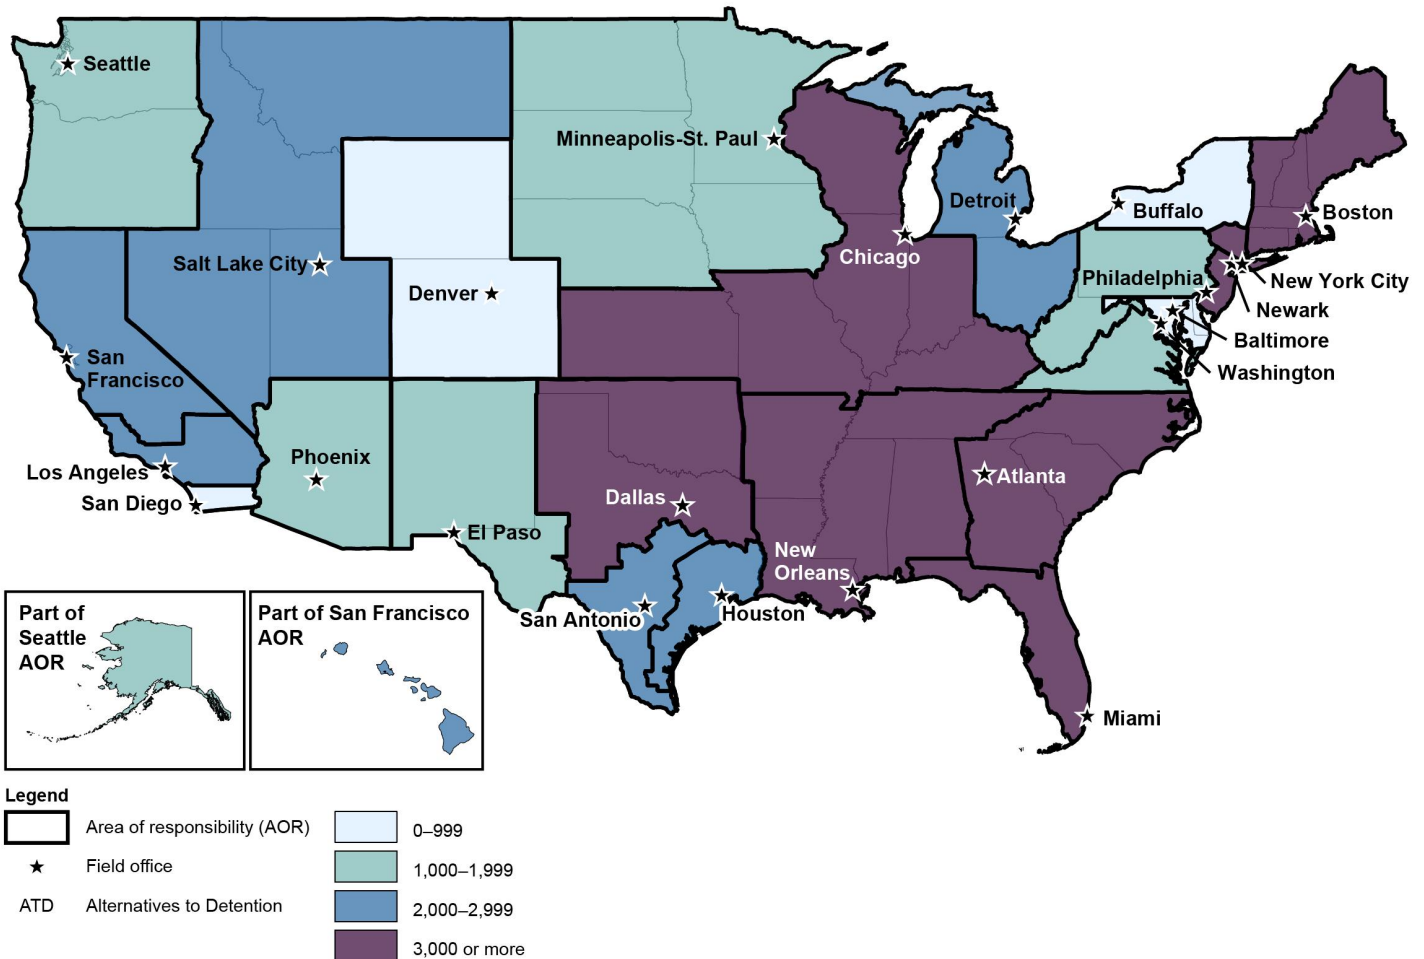 Seattle
Minneapolis-St. Paul
Detroit
Buffalo
Boston
Chicago
Salt Lake City
Denver
Philadelphia
New York City
Newark
Baltimore
Washington
San
Francisco
Los Angeles
San Diego
Phoenix
El Paso
Dallas
Atlanta
New
Orleans
San Antonio
Houston
Miami
Part of
Seattle
AOR
Part of San Francisco
AOR
Legend
Area of responsibility (AOR)
Field office
ATD Alternatives to Detention
0–999
1,000–1,999
2,000–2,999
3,000 or more